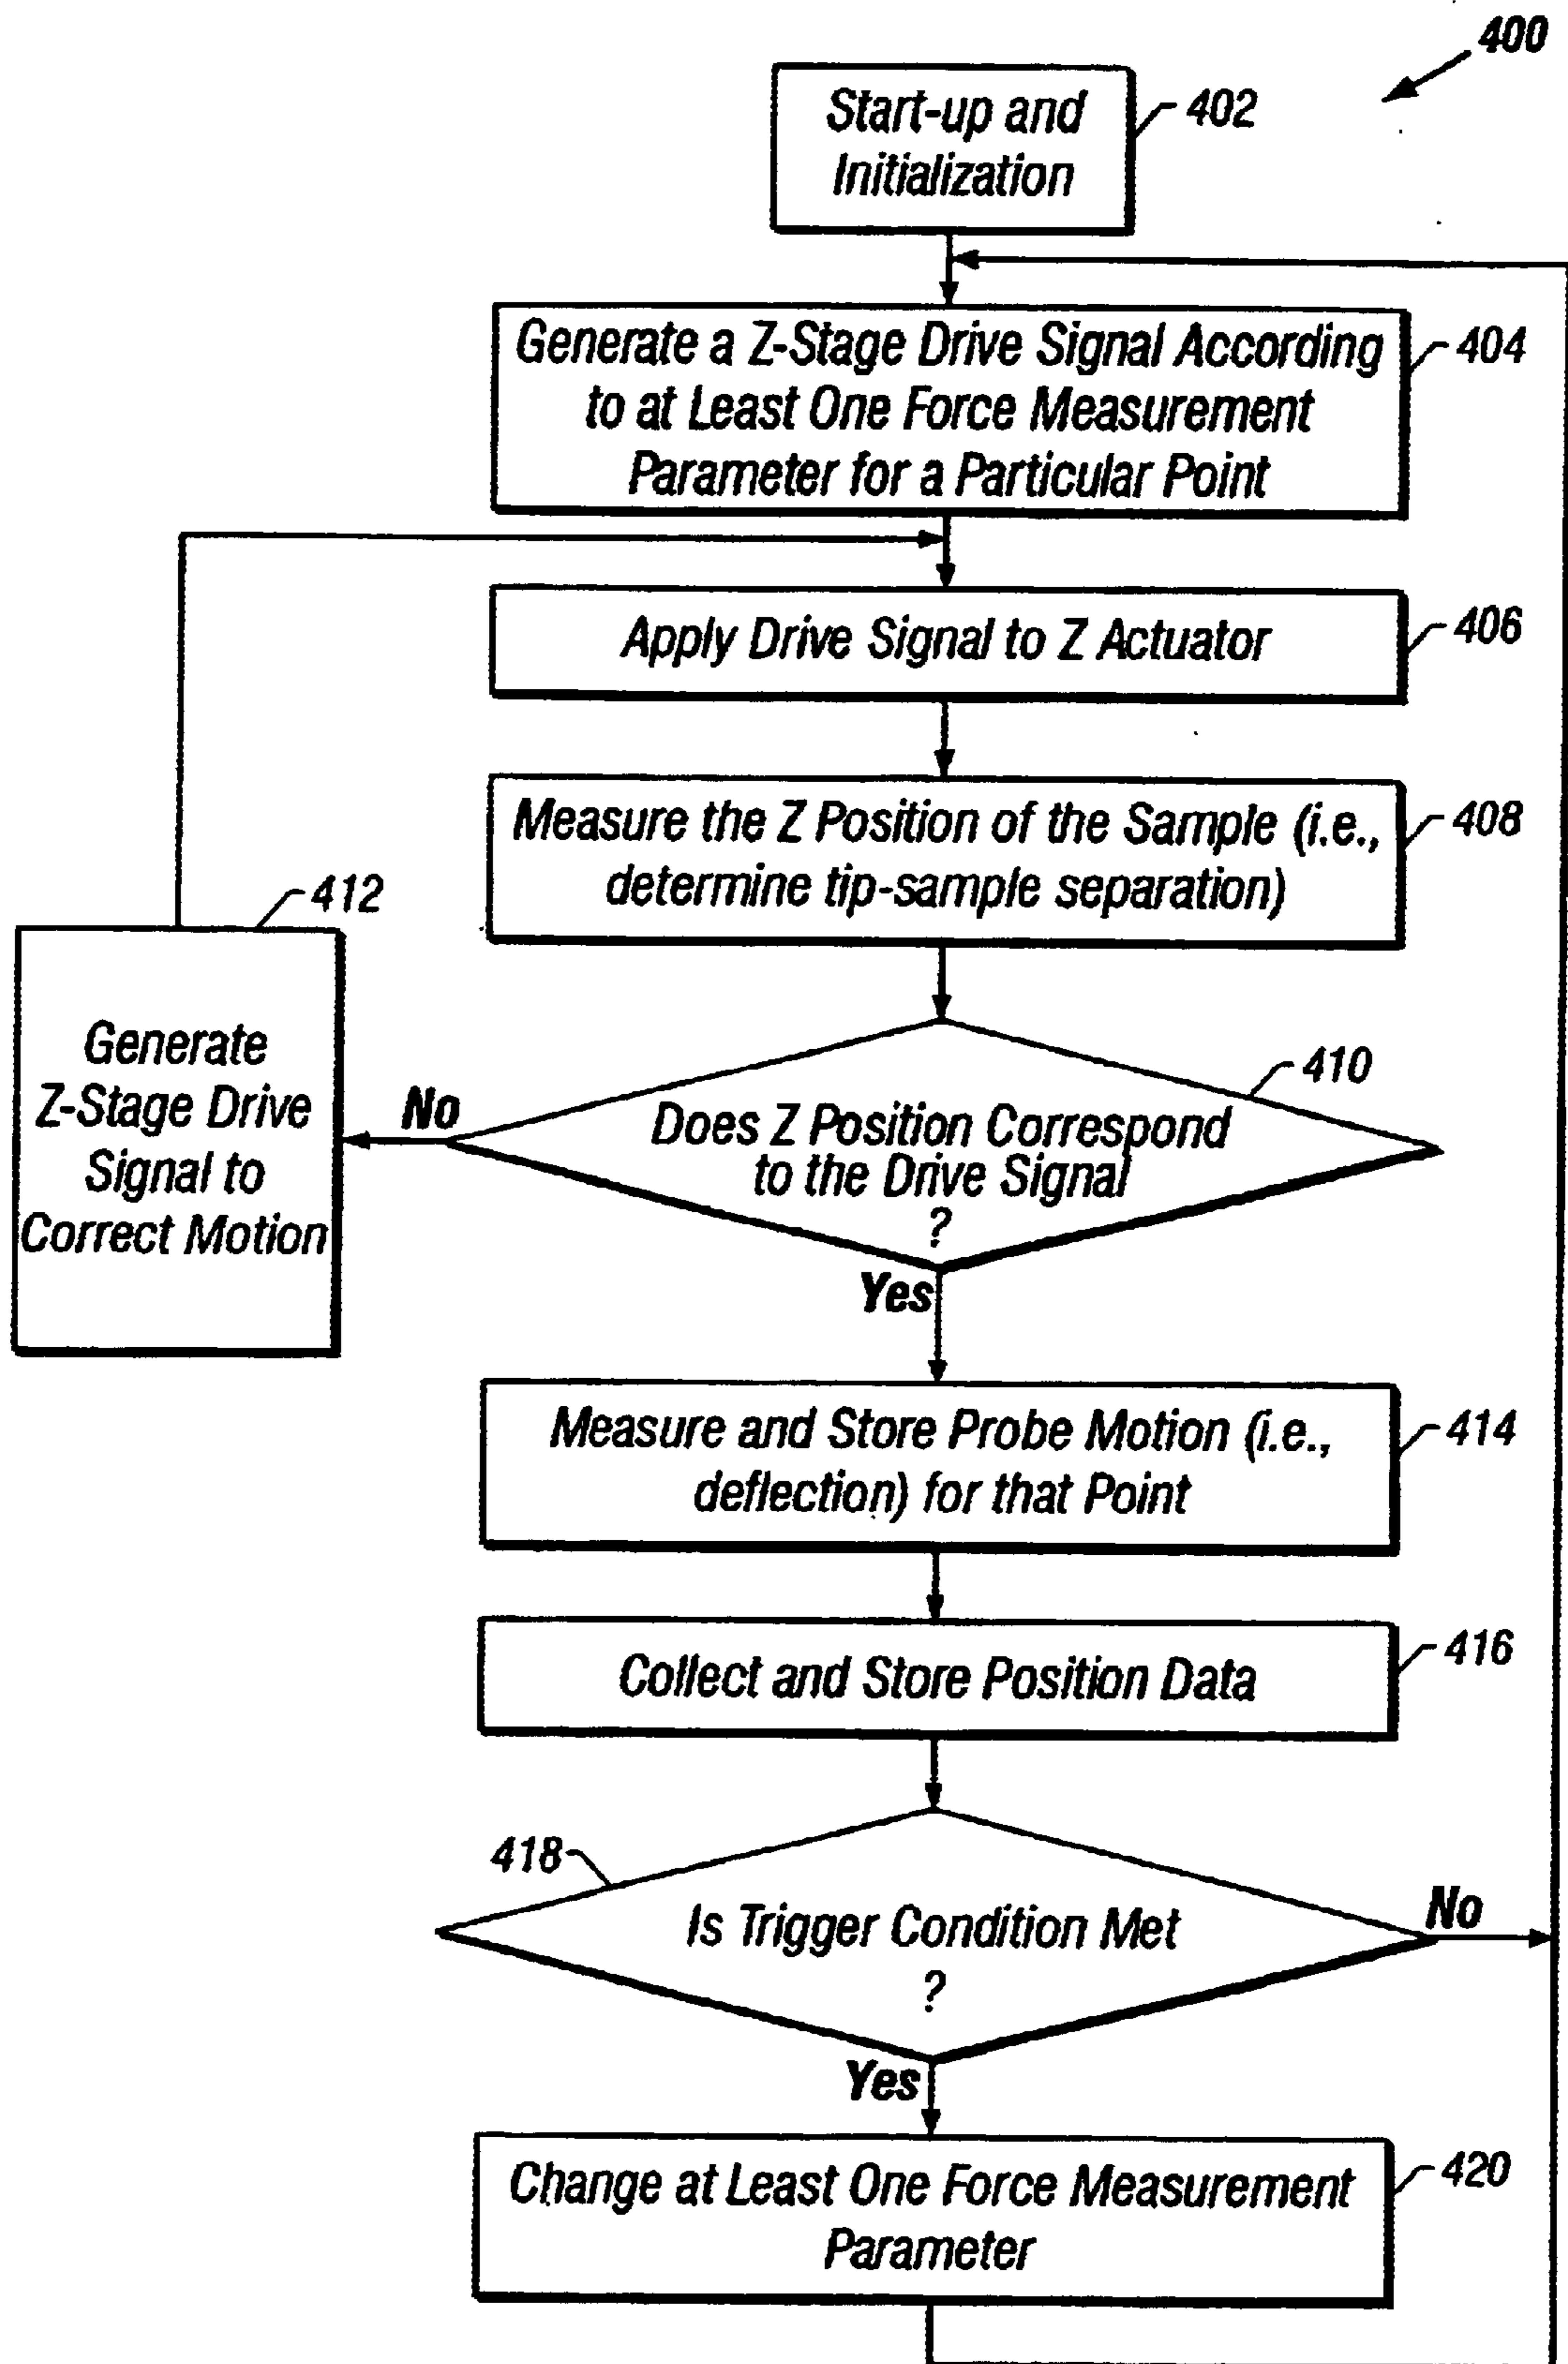 400
Start-up and
Initialization
402
Generate a Z-Stage Drive Signal According
to at Least One Force Measurement
Parameter for a Particular Point
404
Apply Drive Signal to Z Actuator
406
Measure the Z Position of the Sample (i.e.,
determine tip-sample separation)
408
412
Generate
Z-Stage Drive
Signal to
Correct Motion
No
410
Does Z Position Correspond
to the Drive Signal
?
Yes
Measure and Store Probe Motion (i.e.,
deflection) for that Point
414
Collect and Store Position Data
416
418
Is Trigger Condition Met
?
No
Yes
Change at Least One Force Measurement
Parameter
420